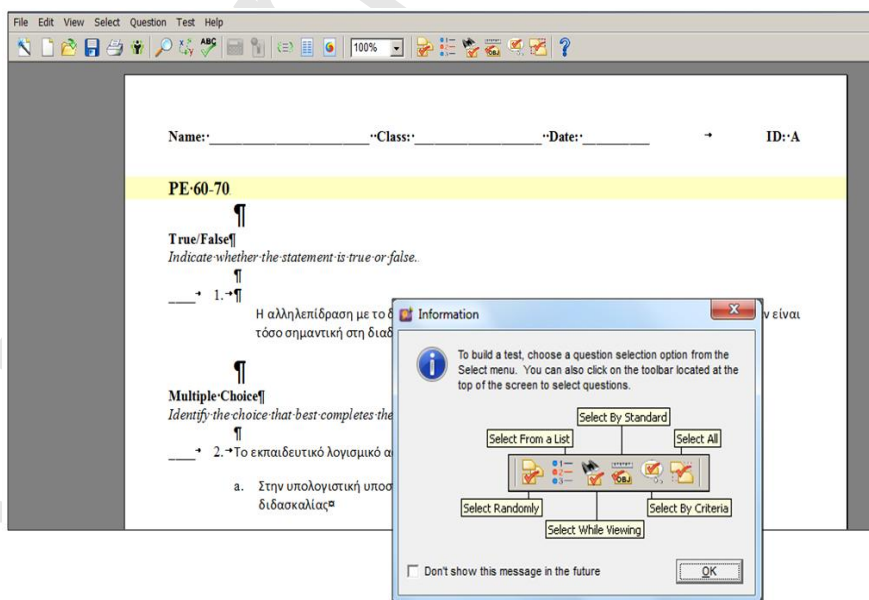 File Edit View Select Question Test Help
ABC 100% OBJ ?
Name: Class: Date: → ID:·A
PE·60-70
¶
True/False¶
Indicate·whether·the·statement·is·true·or·false.
¶
____→ 1.→¶
Η αλληλεπίδραση με το
ν είναι
τόσο σημαντική στη
¶
Multiple·Choice¶
Identify·the·choice·that·best·completes·the
¶
____→ 2.→Το εκπαιδευτικό λογισμικό
a. Στην υπολογιστική
διδασκαλίας¤
Information
X
To build a test, choose a question selection option from the
Select menu. You can also click on the toolbar located at the
top of the screen to select questions.
Select By Standard
Select From a List Select All
OBJ
Select Randomly Select By Criteria
Select While Viewing
Don't show this message in the future OK